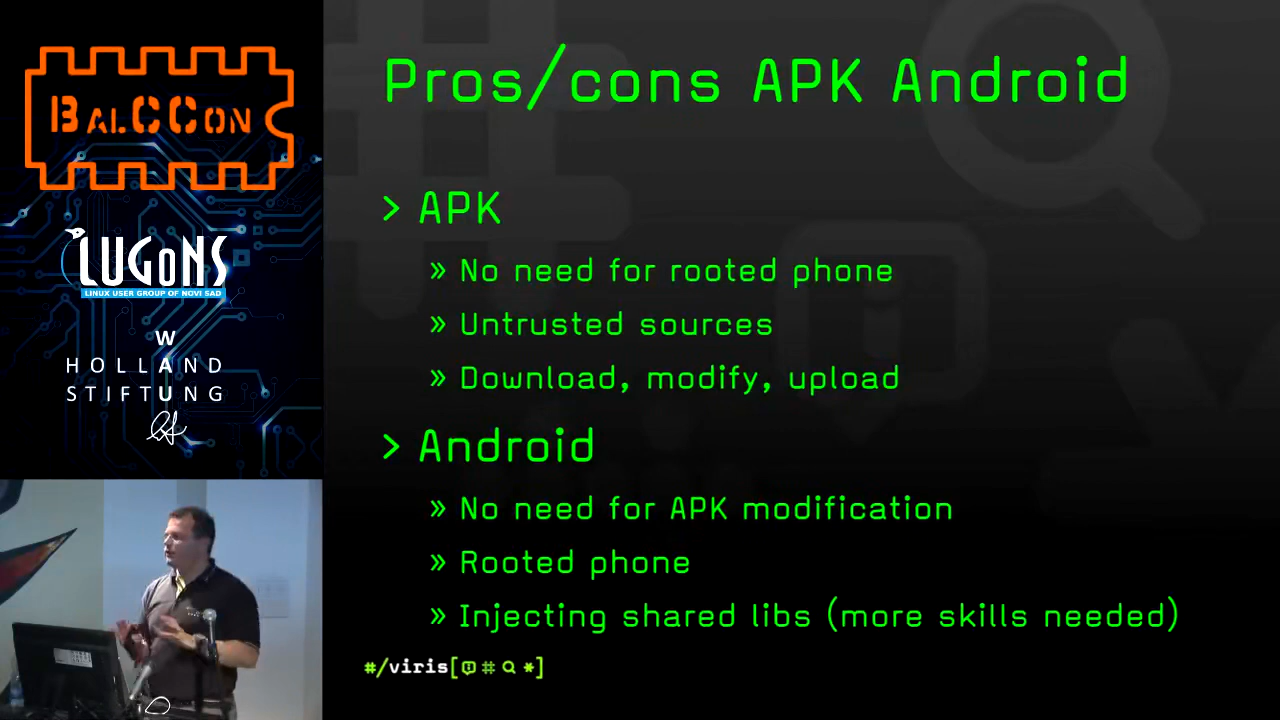 BALCCON
LUGONS
LINUX USER GROUP OF NOVI SAD
W
HOLLAND
STIFTUNG
Pros/cons APK Android
> APK
» No need for rooted phone
» Untrusted sources
» Download, modify, upload
> Android
» No need for APK modification
» Rooted phone
» Injecting shared libs (more skills needed)
#/viris[ # *]